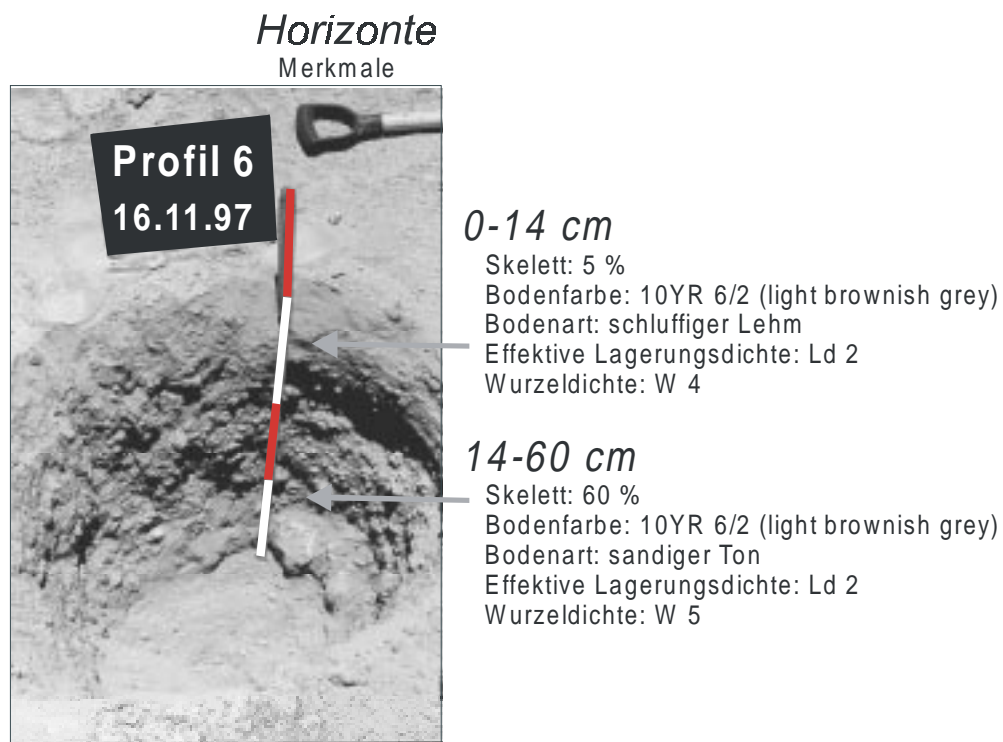 Horizonte
Merkmale
Profil 6
16.11.97
0-14 cm
Skelett: 5 %
Bodenfarbe: 10YR 6/2 (light brownish grey)
Bodenart: schluffiger Lehm
Effektive Lagerungsdichte: Ld 2
Wurzeldichte: W 4
14-60 cm
Skelett: 60 %
Bodenfarbe: 10YR 6/2 (light brownish grey)
Bodenart: sandiger Ton
Effektive Lagerungsdichte: Ld 2
Wurzeldichte: W 5